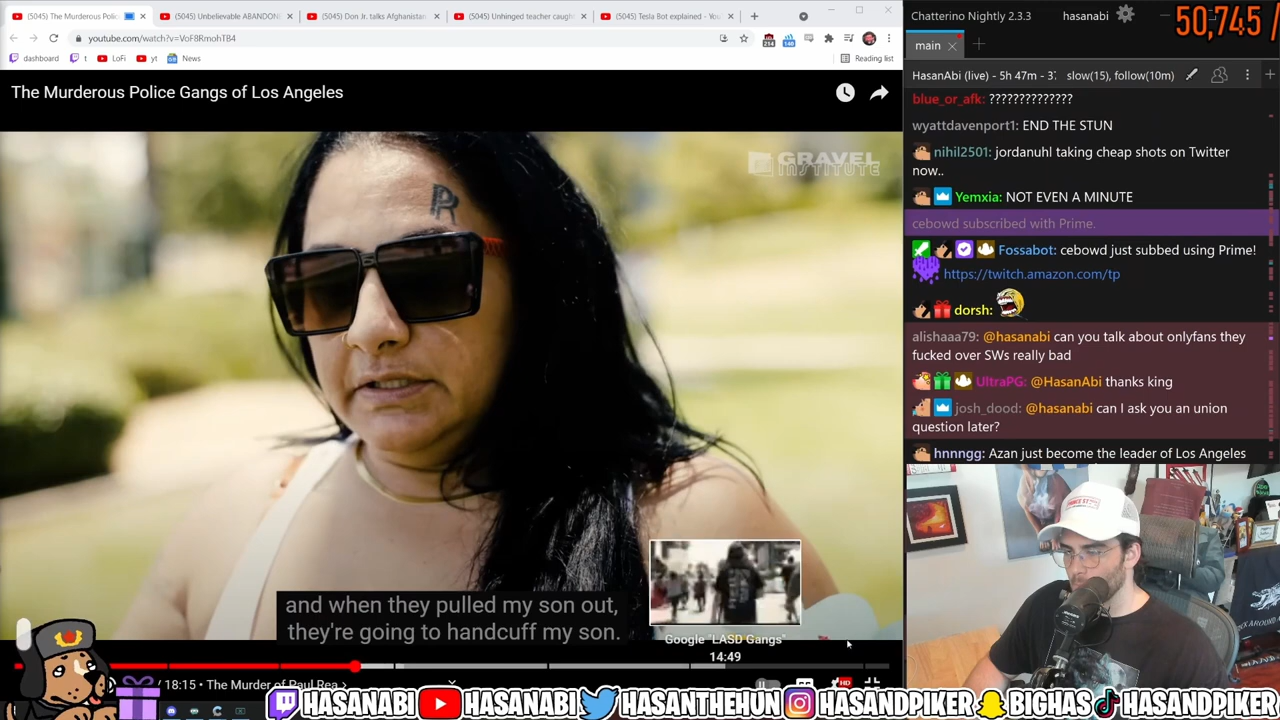 (5045) The Murderous Polic
(5045) Unbelievable ABANDON
(5045) Don Jr. talks Afghanistan
(5045) Unhinged teacher caugh
(5045) Tesla Bot explained - You
youtube.com/watch?v=VoF8RmohTB4
214
148
dashboard
t
LoFi
yt
News
Reading list
The Murderous Police Gangs of Los Angeles
GRAVEL
INSTITUTE
and when they pulled my son out,
they're going to handcuff my son.
Google "LASD Gangs"
14:49
/ 18:15 • The Murder of Paul Rea >
HD
Chatterino Nightly 2.3.3
hasanabi
50,745 /
main
HasanAbi (live) - 5h 47m - 3
slow(15), follow(10m)
blue_or_afk: ??????????????
wyattdavenport1: END THE STUN
nihil2501: jordanuhl taking cheap shots on Twitter
now..
Yemxia: NOT EVEN A MINUTE
cebowd subscribed with Prime.
Fossabot: cebowd just subbed using Prime!
https://twitch.amazon.com/tp
dorsh:
alishaaa79: @hasanabi can you talk about onlyfans they
fucked over SWs really bad
UltraPG: @HasanAbi thanks king
josh_dood: @hasanabi can I ask you an union
question later?
hnnngg: Azan just become the leader of Los Angeles
HASANABI
HASANABI
HASANTHEHUN
HASANDPIKER
BIGHAS
HASANDPIKER